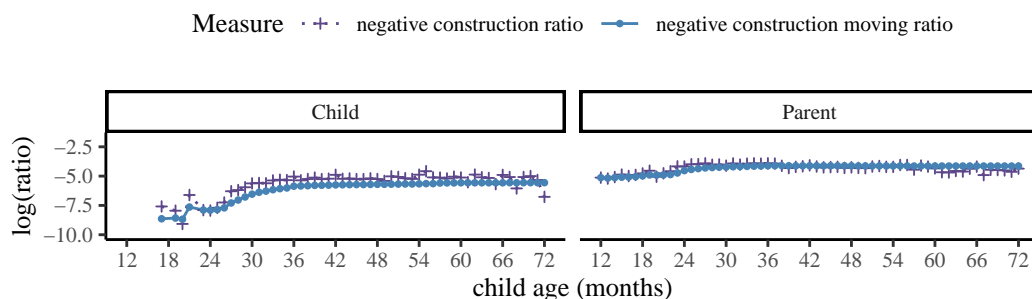 Measure negative construction ratio negative construction moving ratio
Child Parent
log(ratio)
−2.5
−5.0
−7.5
−10.0
12 18 24 30 36 42 48 54 60 66 72 12 18 24 30 36 42 48 54 60 66 72
child age (months)